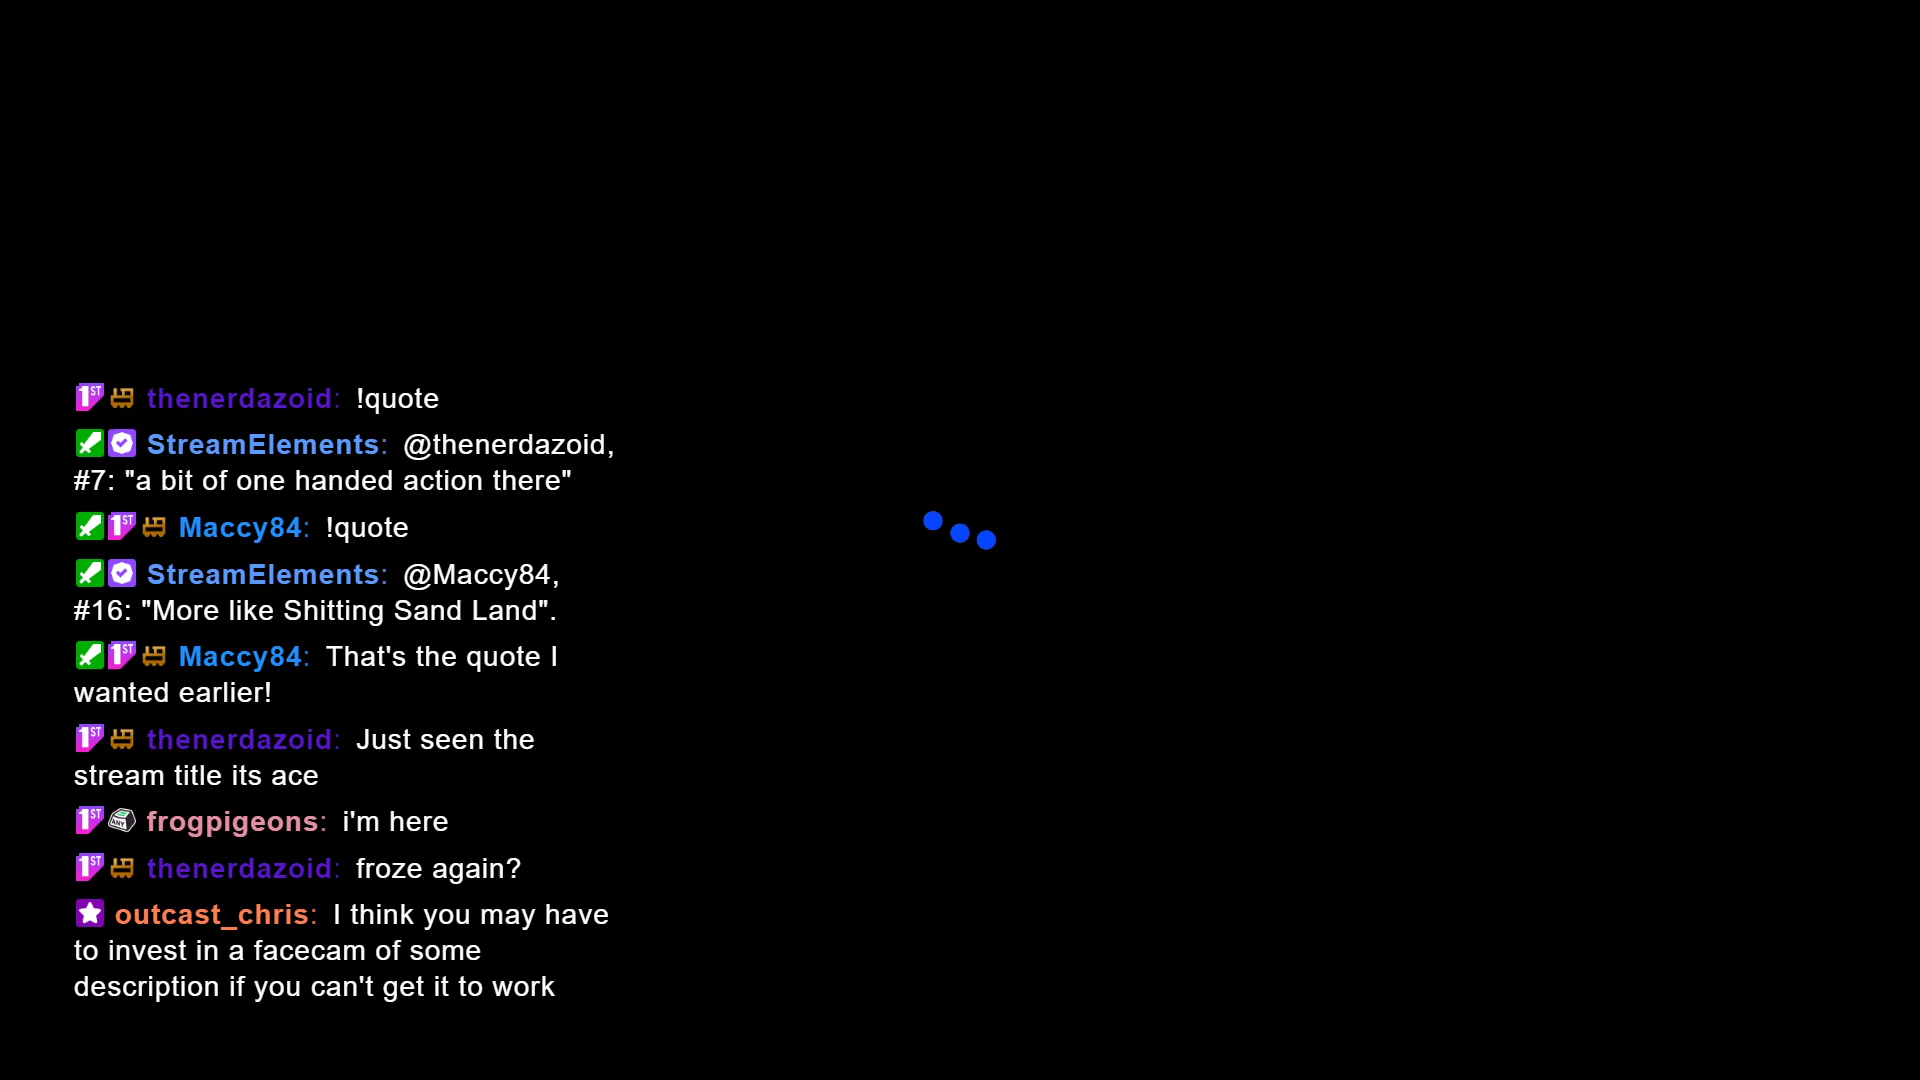 thenerdazoid: !quote
StreamElements: @thenerdazoid,
#7: "a bit of one handed action there"
Maccy84: !quote
StreamElements: @Maccy84,
#16: "More like Shitting Sand Land".
Maccy84: That's the quote I
wanted earlier!
thenerdazoid: Just seen the
stream title its ace
frogpigeons: i'm here
thenerdazoid: froze again?
outcast_chris: I think you may have
to invest in a facecam of some
description if you can't get it to work